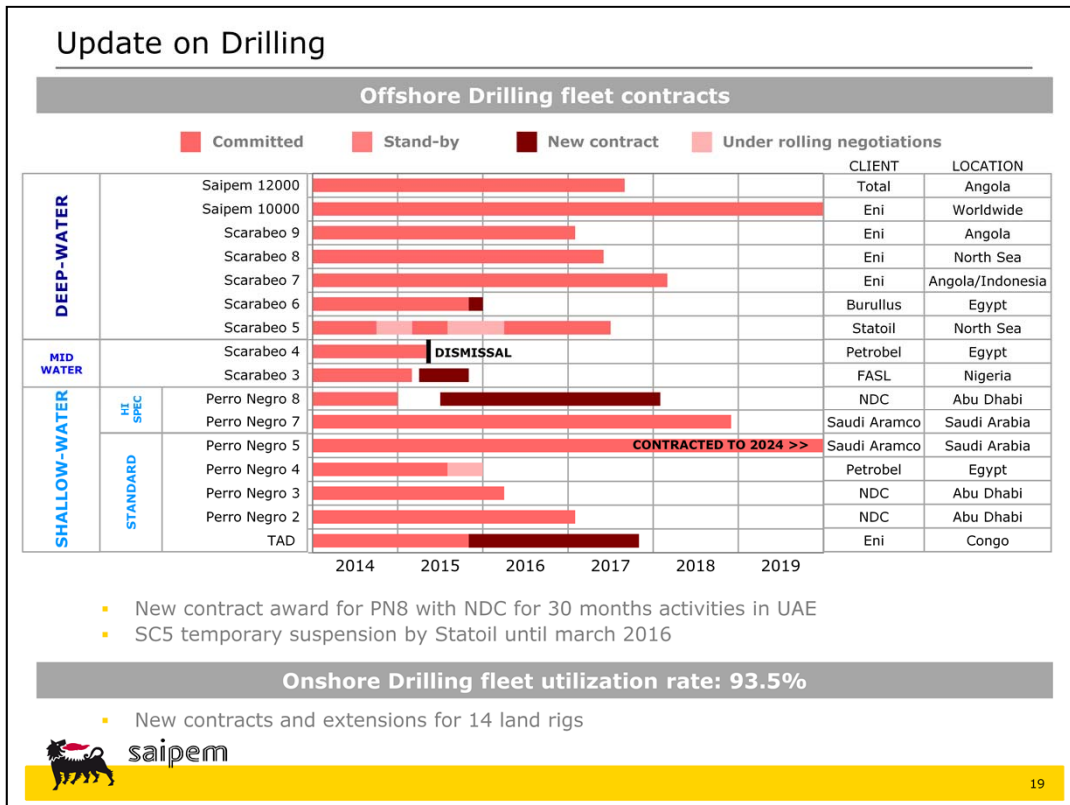 Update on Drilling
Offshore Drilling fleet contracts
Committed Stand-by New contract Under rolling negotiations
CLIENT LOCATION
DEEP-WATER
Saipem 12000 Total Angola
Saipem 10000 Eni Worldwide
Scarabeo 9 Eni Angola
Scarabeo 8 Eni North Sea
Scarabeo 7 Eni Angola/Indonesia
Scarabeo 6 Burullus Egypt
Scarabeo 5 Statoil North Sea
MID
WATER
Scarabeo 4 DISMISSAL Petrobel Egypt
Scarabeo 3 FASL Nigeria
SHALLOW-WATER
HI
SPEC
Perro Negro 8 NDC Abu Dhabi
Perro Negro 7 Saudi Aramco Saudi Arabia
STANDARD
Perro Negro 5 CONTRACTED TO 2024 >> Saudi Aramco Saudi Arabia
Perro Negro 4 Petrobel Egypt
Perro Negro 3 NDC Abu Dhabi
Perro Negro 2 NDC Abu Dhabi
TAD Eni Congo
2014 2015 2016 2017 2018 2019
▪ New contract award for PN8 with NDC for 30 months activities in UAE
▪ SC5 temporary suspension by Statoil until march 2016
Onshore Drilling fleet utilization rate: 93.5%
▪ New contracts and extensions for 14 land rigs
saipem
19